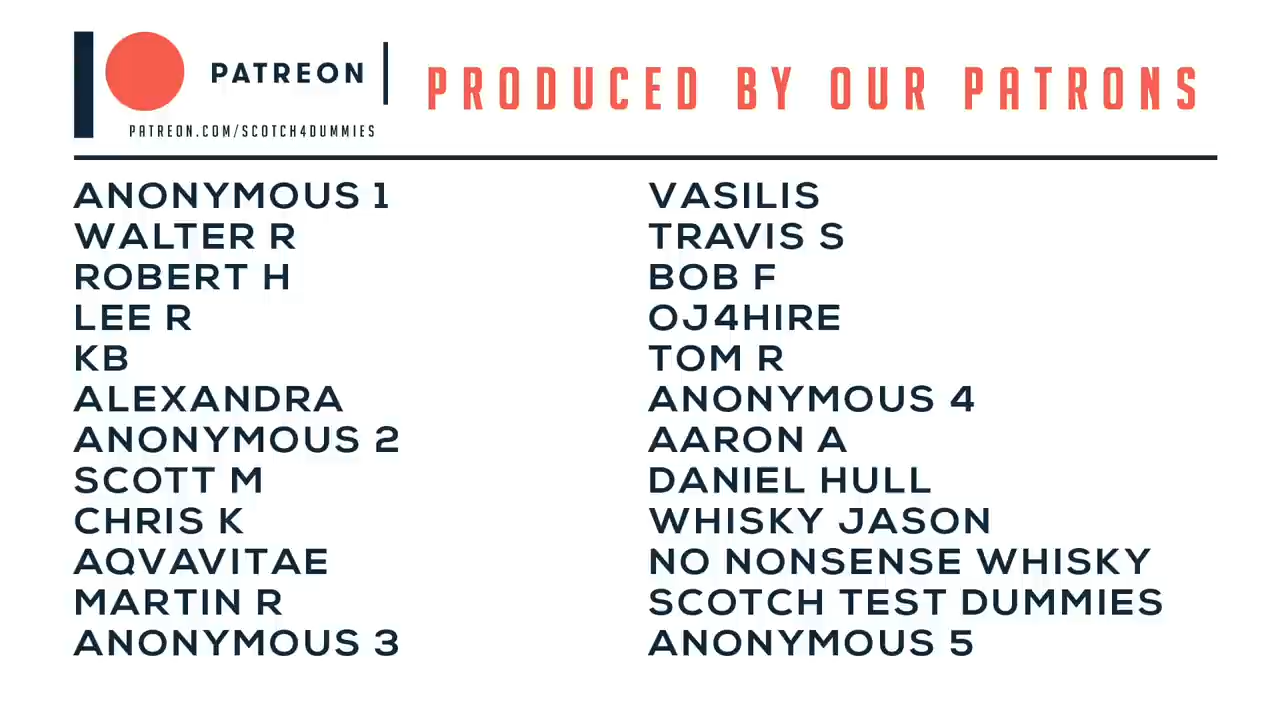 PATREON
PRODUCED BY OUR PATRONS
PATREON.COM/SCOTCH4DUMMIES
ANONYMOUS 1
WALTER R
ROBERT H
LEE R
KB
ALEXANDRA
ANONYMOUS 2
SCOTT M
CHRIS K
AQVAVITAE
MARTIN R
ANONYMOUS 3
VASILIS
TRAVIS S
BOB F
OJ4HIRE
TOM R
ANONYMOUS 4
AARON A
DANIEL HULL
WHISKY JASON
NO NONSENSE WHISKY
SCOTCH TEST DUMMIES
ANONYMOUS 5